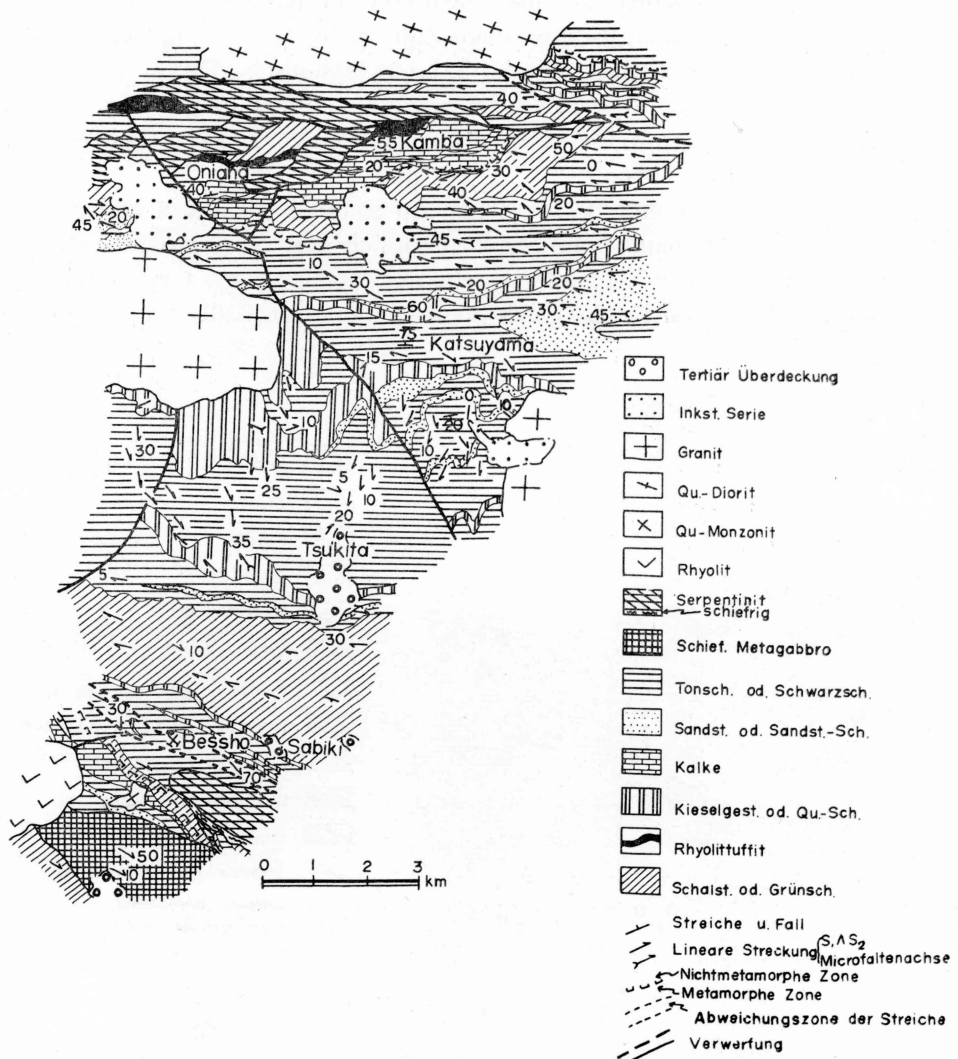 40
50
55 Kamba
0
20
30
Oniana
40
40
20
20
45
45
10
30
20
20
60
30
45
75
Katsuyama
15
0
10
20
10
10
30
5
25
10
20
35
Tsukita
5
30
10
30
Bessho
Sabiki
70
50
10
0 1 2 3
km
Tertiär Überdeckung
Inkst. Serie
Granit
Qu.-Diorit
Qu-Monzonit
Rhyolit
Serpentinit
schiefrig
Schief. Metagabbro
Tonsch. od. Schwarzsch.
Sandst. od. Sandst.-Sch.
Kalke
Kieselgest. od. Qu.-Sch.
Rhyolittuffit
Schalst. od. Grünsch.
Streiche u. Fall
Lineare Streckung S₁∧S₂
Microfaltenachse
Nichtmetamorphe Zone
Metamorphe Zone
Abweichungszone der Streiche
Verwerfung